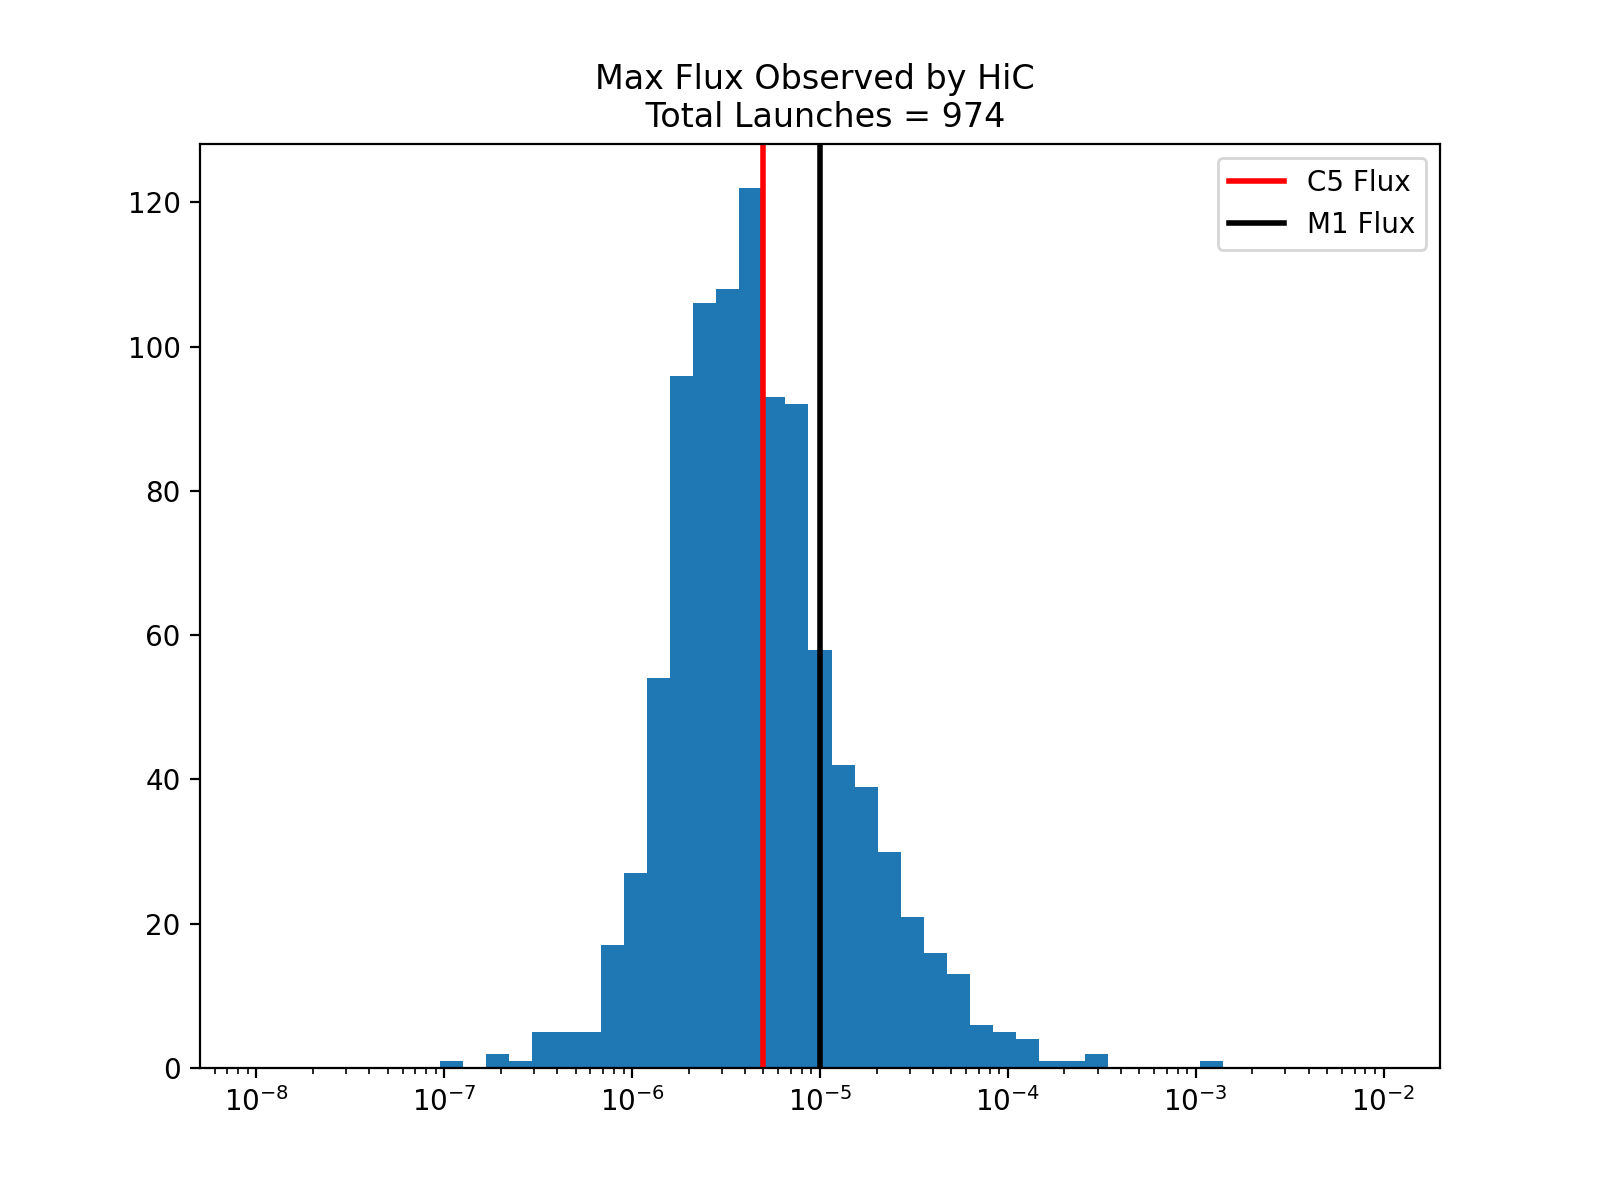 Max Flux Observed by HiC
Total Launches = 974
C5 Flux
M1 Flux
120
100
80
60
40
20
0
10⁻⁸ 10⁻⁷ 10⁻⁶ 10⁻⁵ 10⁻⁴ 10⁻³ 10⁻²